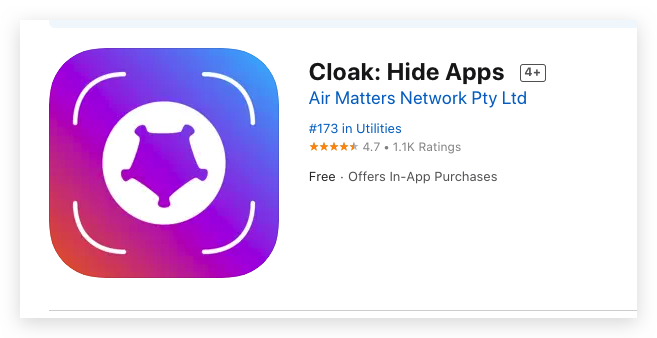 Cloak: Hide Apps 4+
Air Matters Network Pty Ltd
#173 in Utilities
4.7 • 1.1K Ratings
Free · Offers In-App Purchases